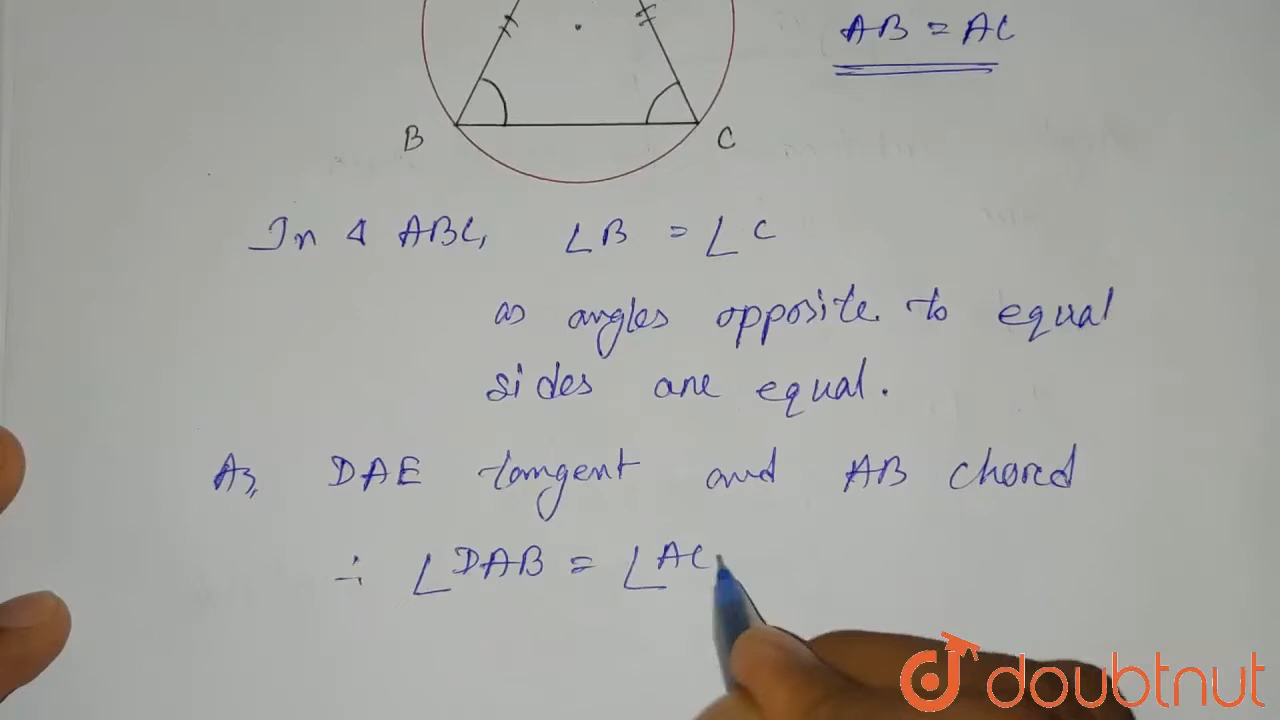 AB = AC
B
C
In Δ ABC, ∠B = ∠C
as angles opposite to equal
sides are equal.
As, DAE tangent and AB chord
∴ ∠DAB = ∠AC
doubtnut